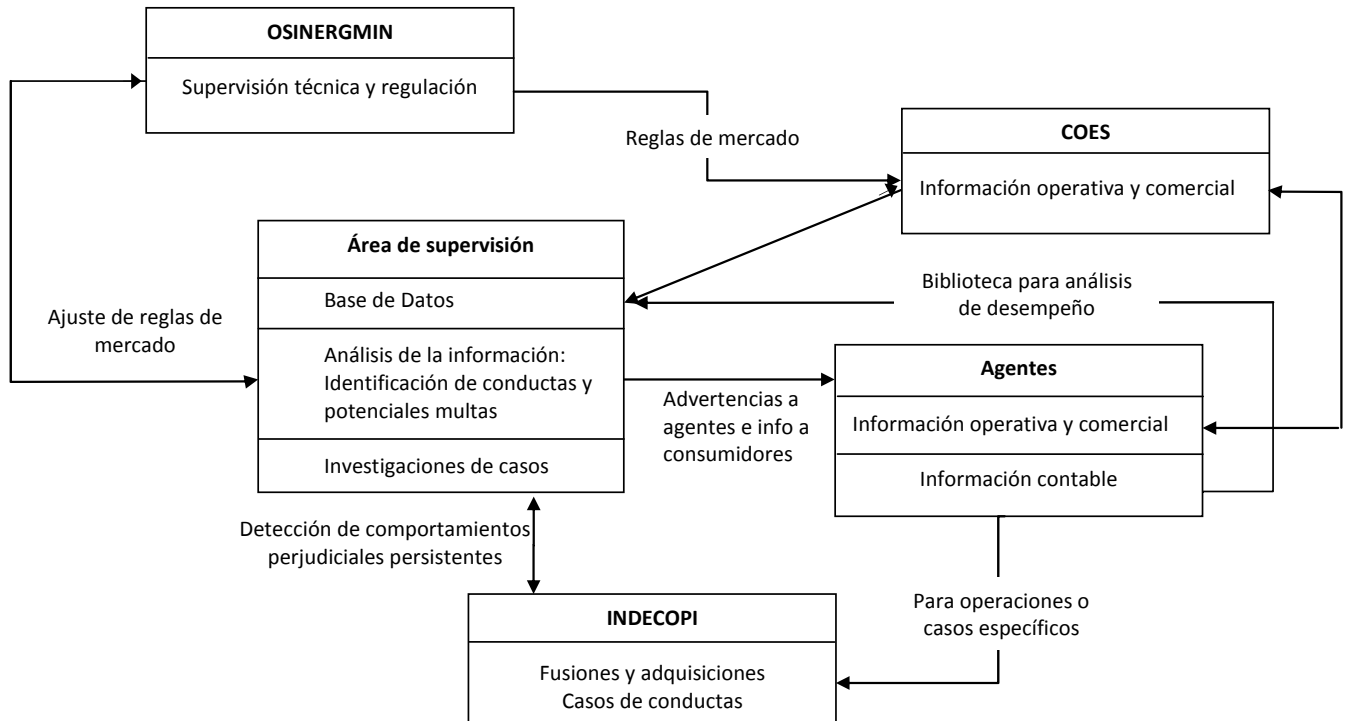 OSINERGMIN
Supervisión técnica y regulación
Reglas de mercado
COES
Información operativa y comercial
Área de supervisión
Base de Datos
Análisis de la información:
Identificación de conductas y
potenciales multas
Investigaciones de casos
Ajuste de reglas de
mercado
Biblioteca para análisis
de desempeño
Advertencias a
agentes e info a
consumidores
Agentes
Información operativa y comercial
Información contable
Detección de comportamientos
perjudiciales persistentes
Para operaciones o
casos específicos
INDECOPI
Fusiones y adquisiciones
Casos de conductas